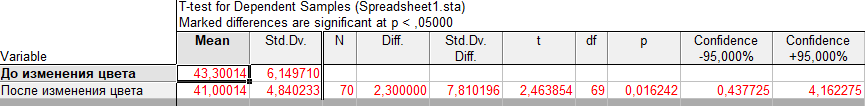 T-test for Dependent Samples (Spreadsheet1.sta)
Marked differences are significant at p < ,05000
Variable Mean Std.Dv. N Diff. Std.Dv. Diff. t df p Confidence -95,000% Confidence +95,000%
До изменения цвета 43,30014 6,149710
После изменения цвета 41,00014 4,840233 70 2,300000 7,810196 2,463854 69 0,016242 0,437725 4,162275